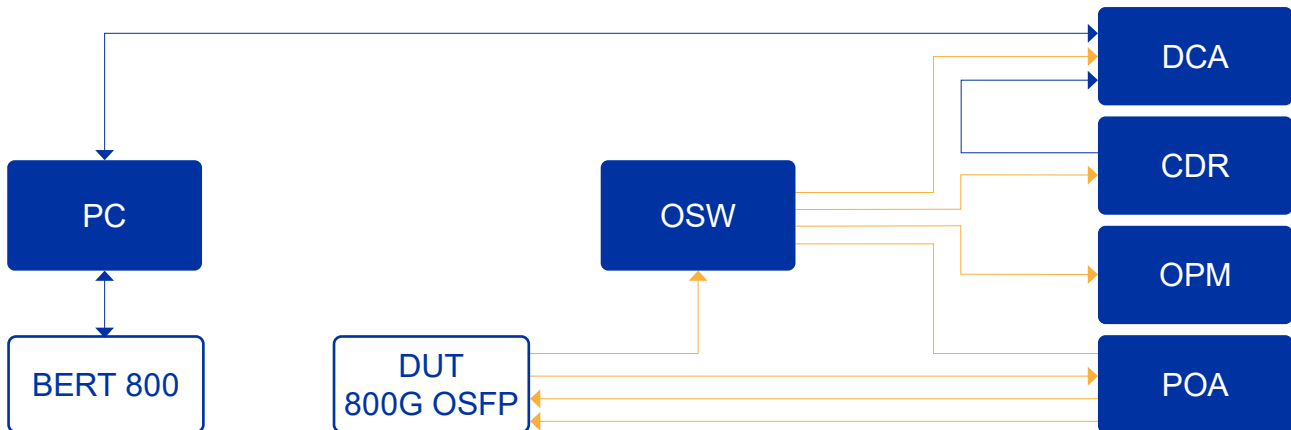 DCA
CDR
PC
OSW
OPM
BERT 800
DUT
800G OSFP
POA